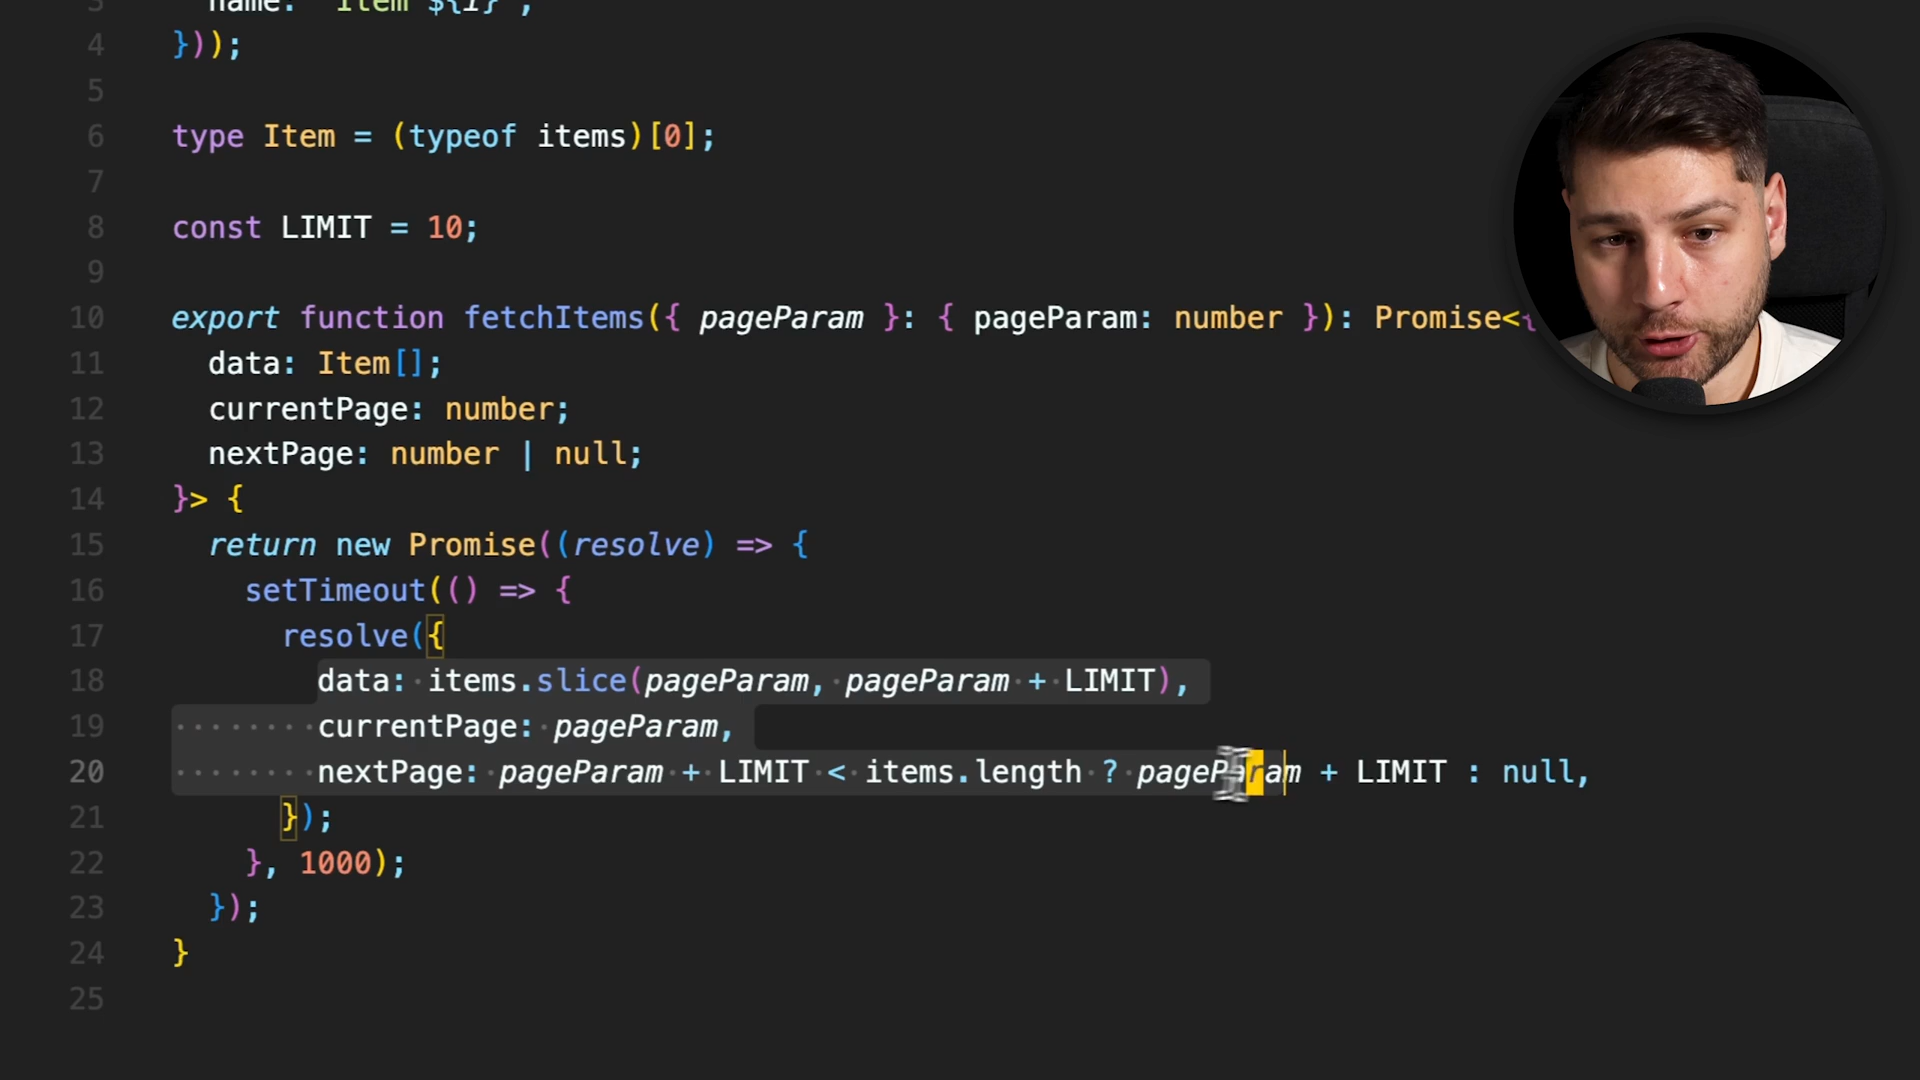 3 name: `Item ${i}`,
4 }));
5
6 type Item = (typeof items)[0];
7
8 const LIMIT = 10;
9
10 export function fetchItems({ pageParam }: { pageParam: number }): Promise<{
11 data: Item[];
12 currentPage: number;
13 nextPage: number | null;
14 }> {
15 return new Promise((resolve) => {
16 setTimeout(() => {
17 resolve({
18 data: items.slice(pageParam, pageParam + LIMIT),
19 currentPage: pageParam,
20 nextPage: pageParam + LIMIT < items.length ? pageParam + LIMIT : null,
21 });
22 }, 1000);
23 });
24 }
25